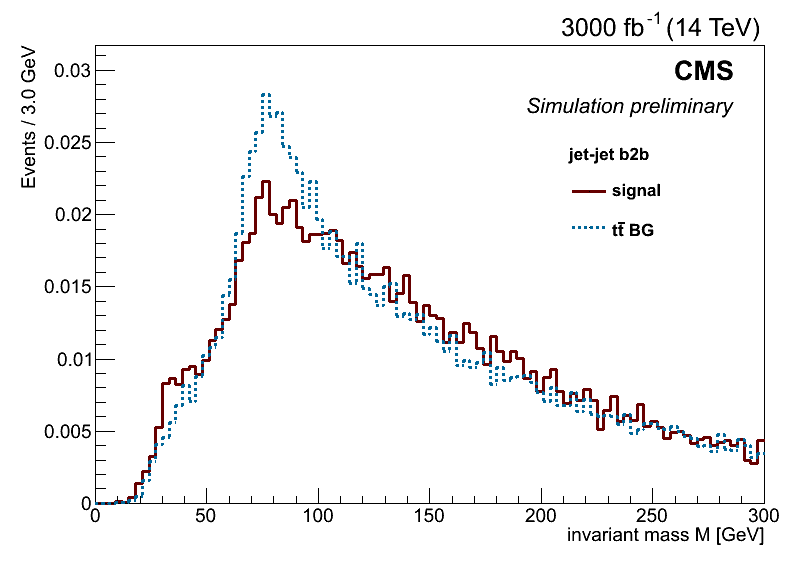 3000 fb⁻¹ (14 TeV)
CMS
Simulation preliminary
jet-jet b2b
signal
tt̄ BG
Events / 3.0 GeV
0.03
0.025
0.02
0.015
0.01
0.005
0
0 50 100 150 200 250 300
invariant mass M [GeV]